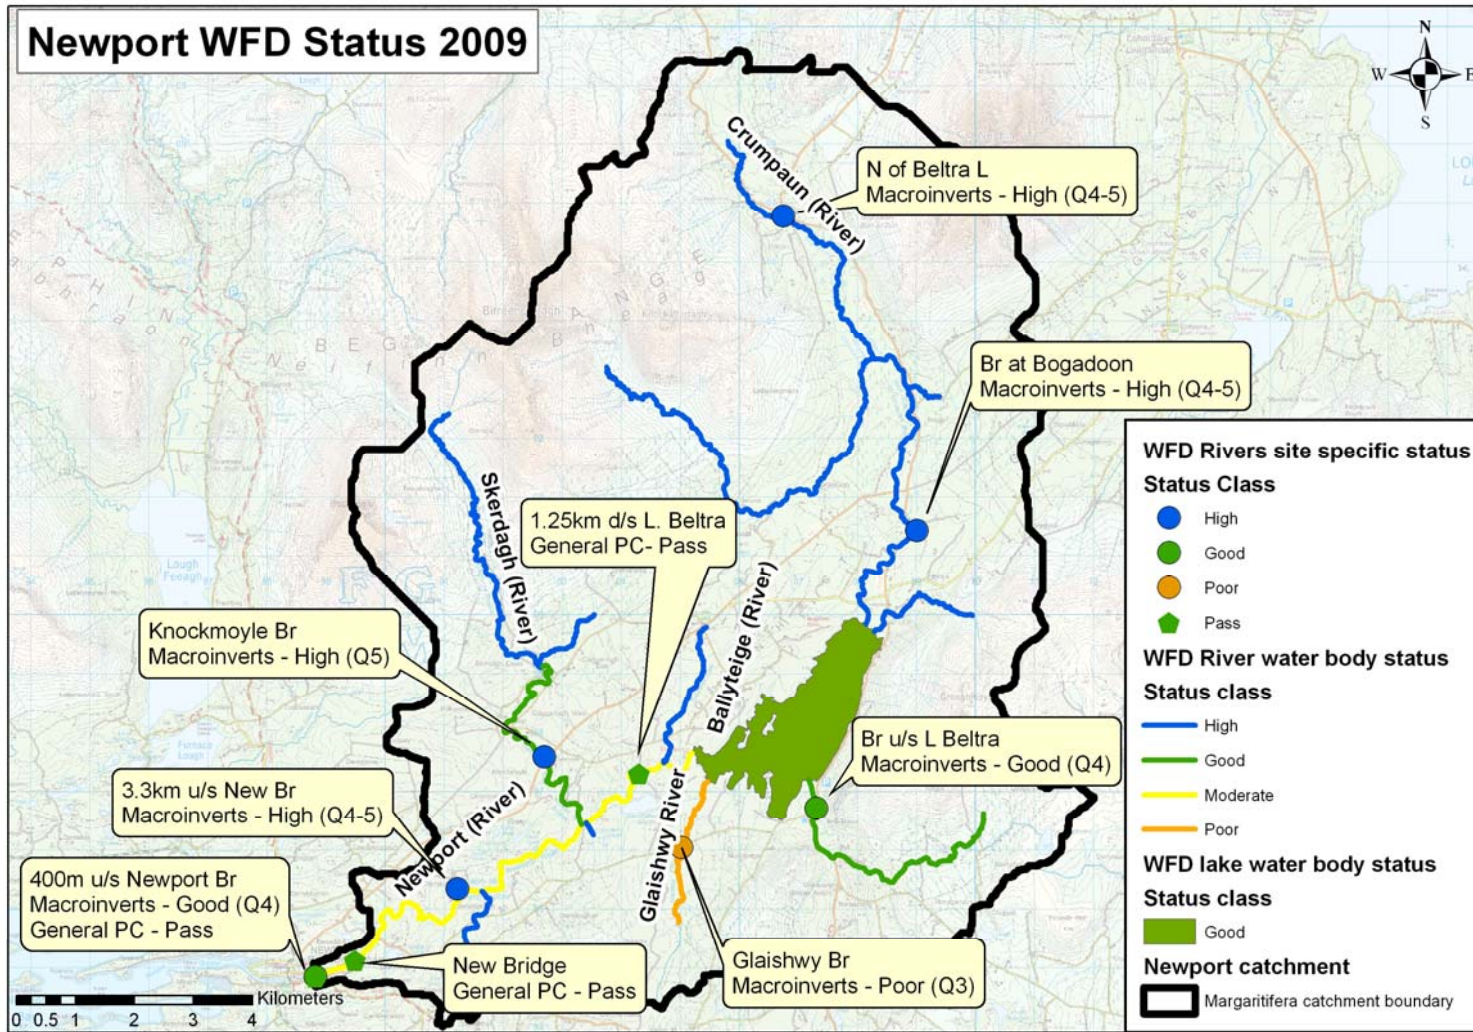 Newport WFD Status 2009
N
W
E
S
Crumpaun (River)
N of Beltra L
Macroinverts - High (Q4-5)
Br at Bogadoon
Macroinverts - High (Q4-5)
Skerdagh (River)
1.25km d/s L. Beltra
General PC- Pass
Lough
Feeagh
Knockmoyle Br
Macroinverts - High (Q5)
Ballyteige (River)
Furnace
Lough
Br u/s L Beltra
Macroinverts - Good (Q4)
3.3km u/s New Br
Macroinverts - High (Q4-5)
Newport (River)
Glaishwy River
400m u/s Newport Br
Macroinverts - Good (Q4)
General PC - Pass
New Bridge
General PC - Pass
Glaishwy Br
Macroinverts - Poor (Q3)
Kilometers
0 0.5 1 2 3 4
WFD Rivers site specific status
Status Class
High
Good
Poor
Pass
WFD River water body status
Status class
High
Good
Moderate
Poor
WFD lake water body status
Status class
Good
Newport catchment
Margaritifera catchment boundary